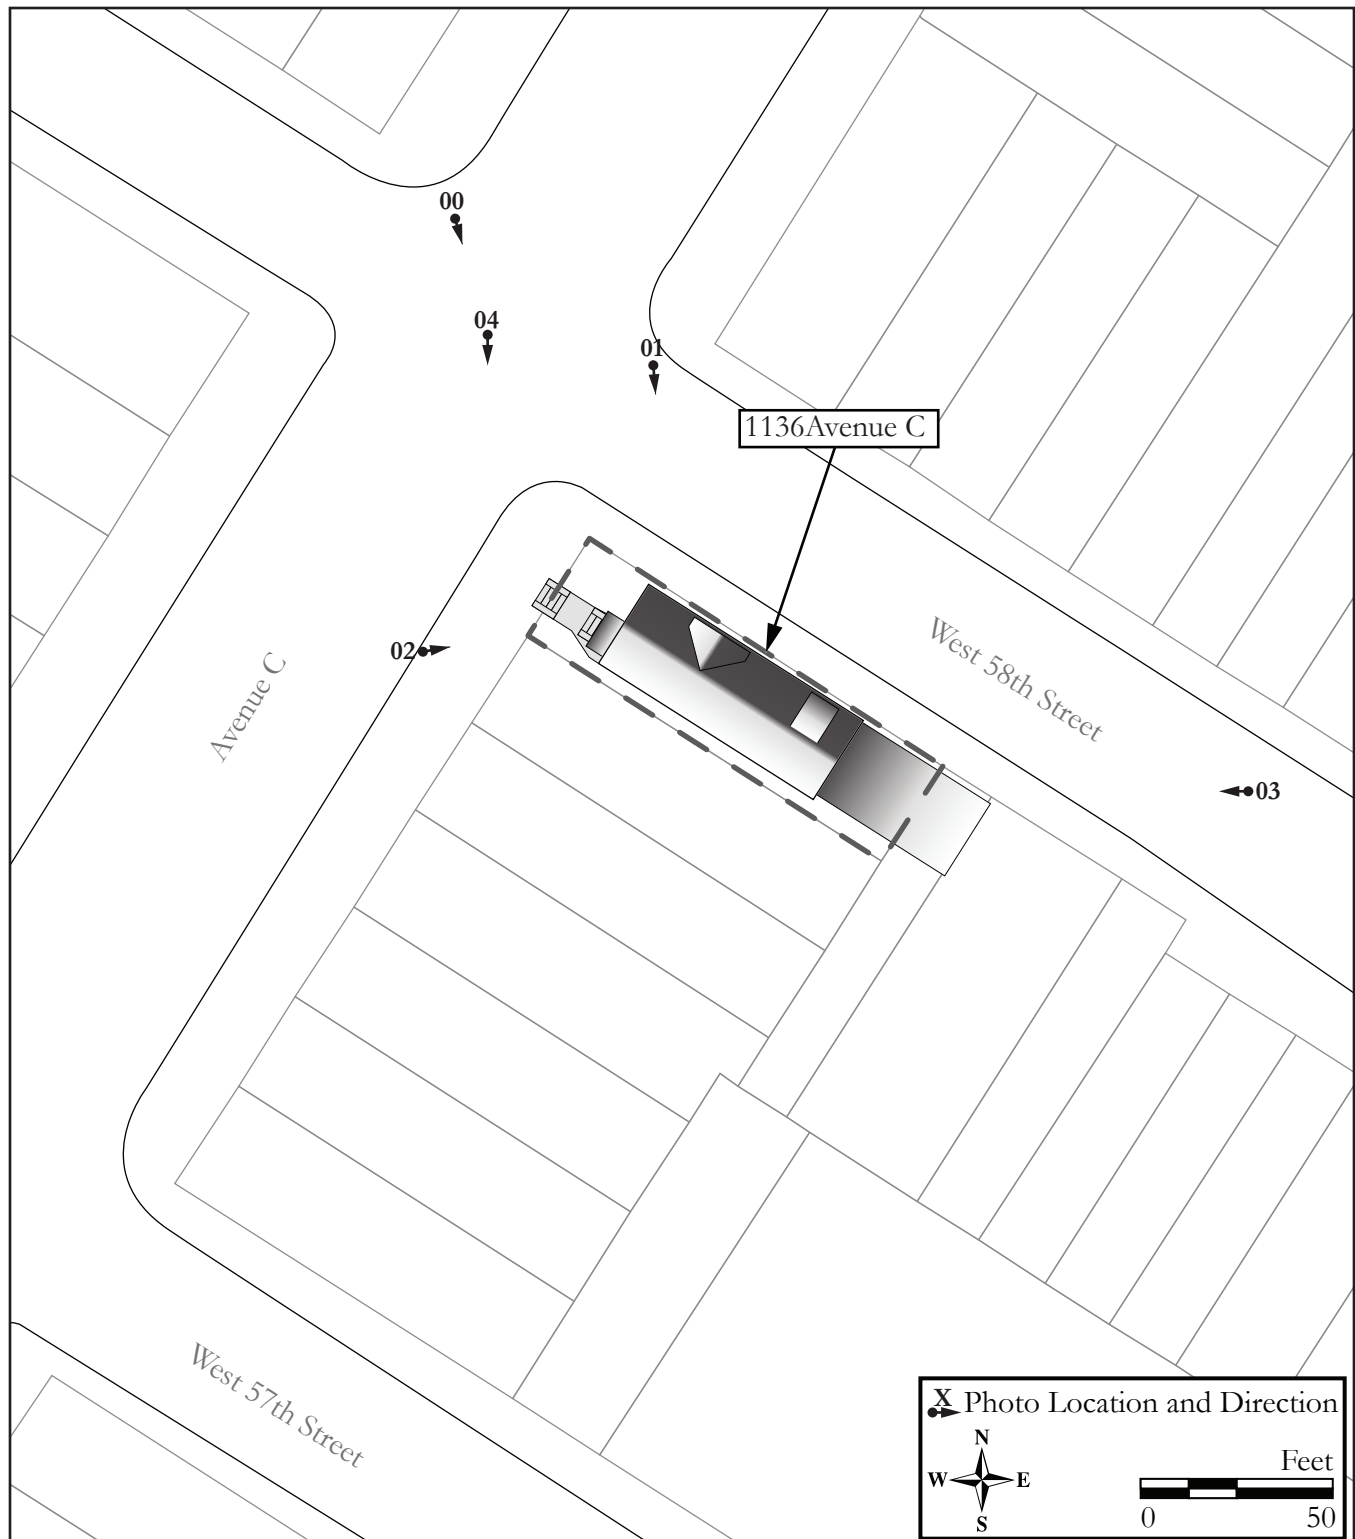 00
04
01
1136Avenue C
02
West 58th Street
Avenue C
03
West 57th Street
X Photo Location and Direction
N
W E
S
Feet
0 50